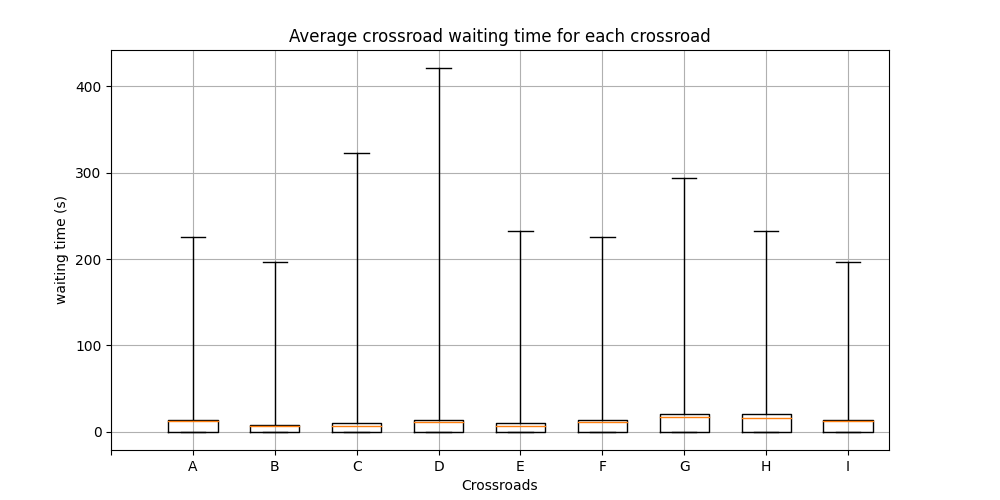 Average crossroad waiting time for each crossroad
waiting time (s)
400
300
200
100
0
A B C D E F G H I
Crossroads